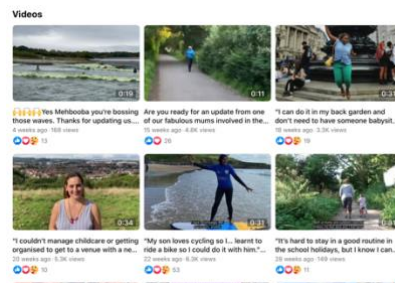 Videos
0:19
0:11
0:31
Yes Mehbooba you're bossing
those waves. Thanks for updating us....
4 weeks ago · 168 views
13
Are you ready for an update from one
of our fabulous mums involved in the...
15 weeks ago · 4.6K views
26
"I can do it in my back garden and
don't need to have someone babysit,
18 weeks ago · 3.3K views
19
0:34
0:31
"I couldn't manage childcare or getting
organised to get to a venue with a ne...
20 weeks ago · 5.3K views
10
"My son loves cycling so I... learnt to
ride a bike so I could do it with him."...
22 weeks ago · 6.3K views
53
"It's hard to stay in a good routine in
the school holidays, but I know I can.
28 weeks ago · 149 views
11